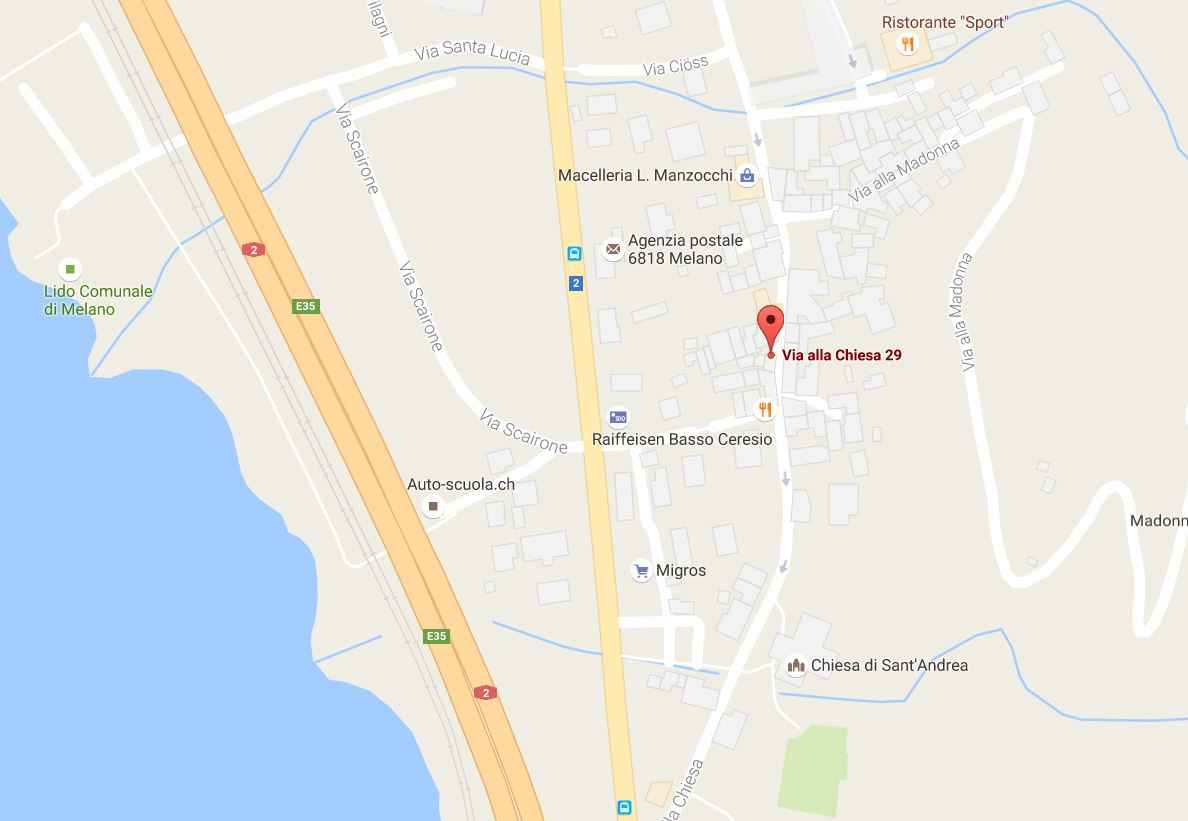 Ristorante "Sport"
ilagni
Via Santa Lucia
Via Ciöss
Via Scairone
Via alla Madonna
Macelleria L. Manzocchi
Agenzia postale
6818 Melano
2
E35
2
Lido Comunale
di Melano
Via Scairone
Via alla Madonna
Via alla Chiesa 29
100
Raiffeisen Basso Ceresio
Via Scairone
Auto-scuola.ch
Madonn
Migros
E35
2
Chiesa di Sant'Andrea
la Chiesa